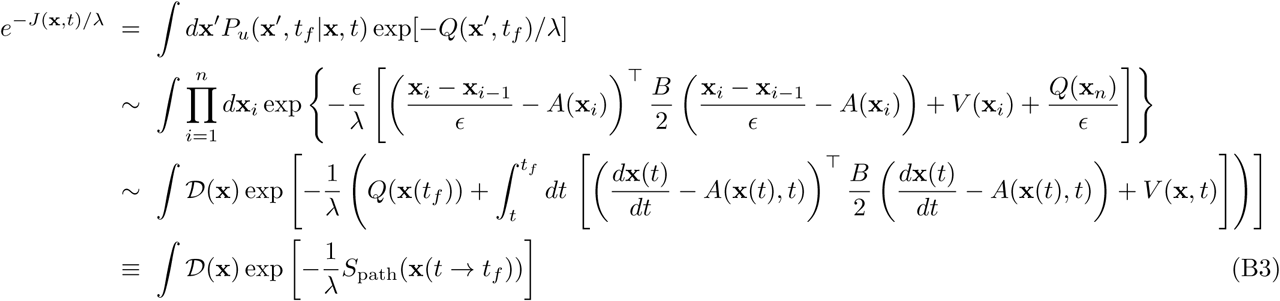 e^{-J(\mathbf{x},t)/\lambda} = \int d\mathbf{x}' P_u(\mathbf{x}', t_f|\mathbf{x}, t) \exp[-Q(\mathbf{x}', t_f)/\lambda]
\sim \int \prod_{i=1}^{n} d\mathbf{x}_i \exp \left\{ -\frac{\epsilon}{\lambda} \left[ \left( \frac{\mathbf{x}_i - \mathbf{x}_{i-1}}{\epsilon} - A(\mathbf{x}_i) \right)^\top \frac{B}{2} \left( \frac{\mathbf{x}_i - \mathbf{x}_{i-1}}{\epsilon} - A(\mathbf{x}_i) \right) + V(\mathbf{x}_i) + \frac{Q(\mathbf{x}_n)}{\epsilon} \right] \right\}
\sim \int \mathcal{D}(\mathbf{x}) \exp \left[ -\frac{1}{\lambda} \left( Q(\mathbf{x}(t_f)) + \int_t^{t_f} dt \left[ \left( \frac{d\mathbf{x}(t)}{dt} - A(\mathbf{x}(t), t) \right)^\top \frac{B}{2} \left( \frac{d\mathbf{x}(t)}{dt} - A(\mathbf{x}(t), t) \right) + V(\mathbf{x}, t) \right] \right) \right]
\equiv \int \mathcal{D}(\mathbf{x}) \exp \left[ -\frac{1}{\lambda} S_{\text{path}}(\mathbf{x}(t \to t_f)) \right] (B3)